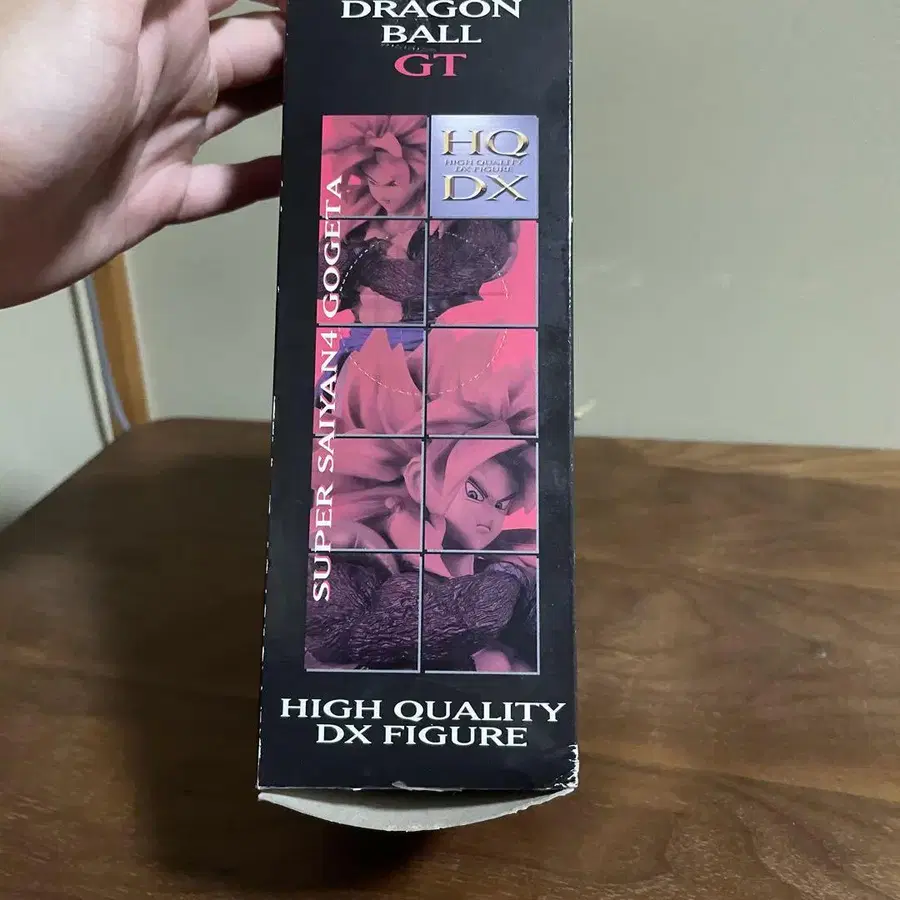 DRAGON
BALL
GT
HQ
HIGH QUALITY
DX FIGURE
DX
SUPER SAIYAN4 GOGETA
HIGH QUALITY
DX FIGURE